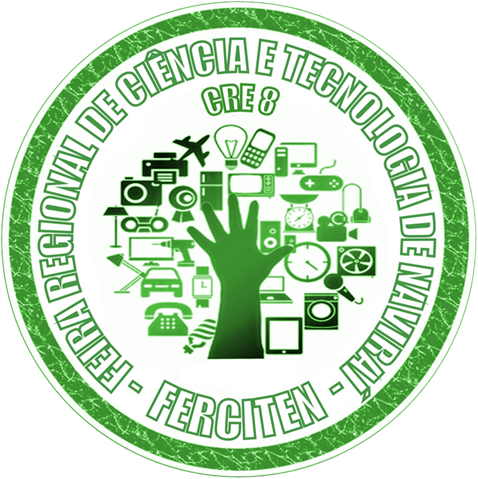 FEIRA REGIONAL DE CIÊNCIA E TECNOLOGIA DE NAVIRAÍ
CRE 8
- FERCITEN -